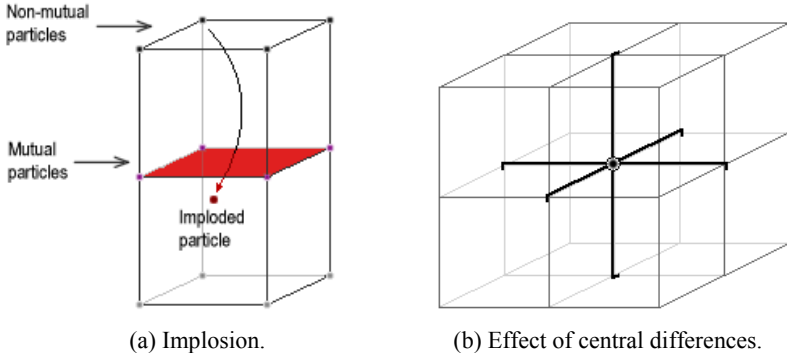 Non-mutual
particles
Mutual
particles
Imploded
particle
(a) Implosion.
(b) Effect of central differences.